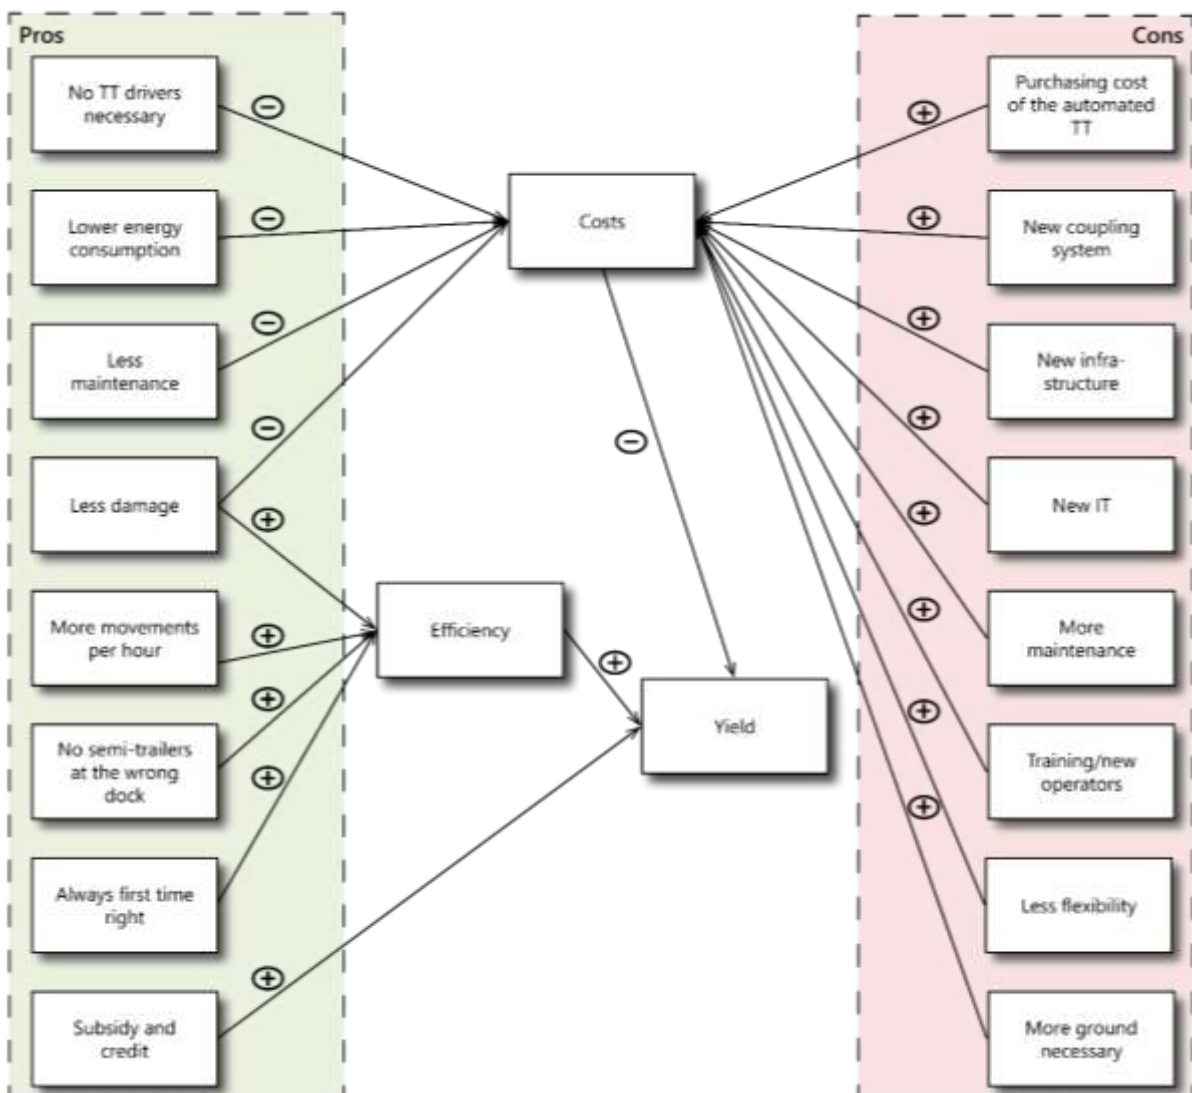 Pros
No TT drivers
necessary
Lower energy
consumption
Less
maintenance
Less damage
More movements
per hour
No semi-trailers
at the wrong
dock
Always first time
right
Subsidy and
credit
Costs
Efficiency
Yield
Cons
Purchasing cost
of the automated
TT
New coupling
system
New infra-
structure
New IT
More
maintenance
Training/new
operators
Less flexibility
More ground
necessary